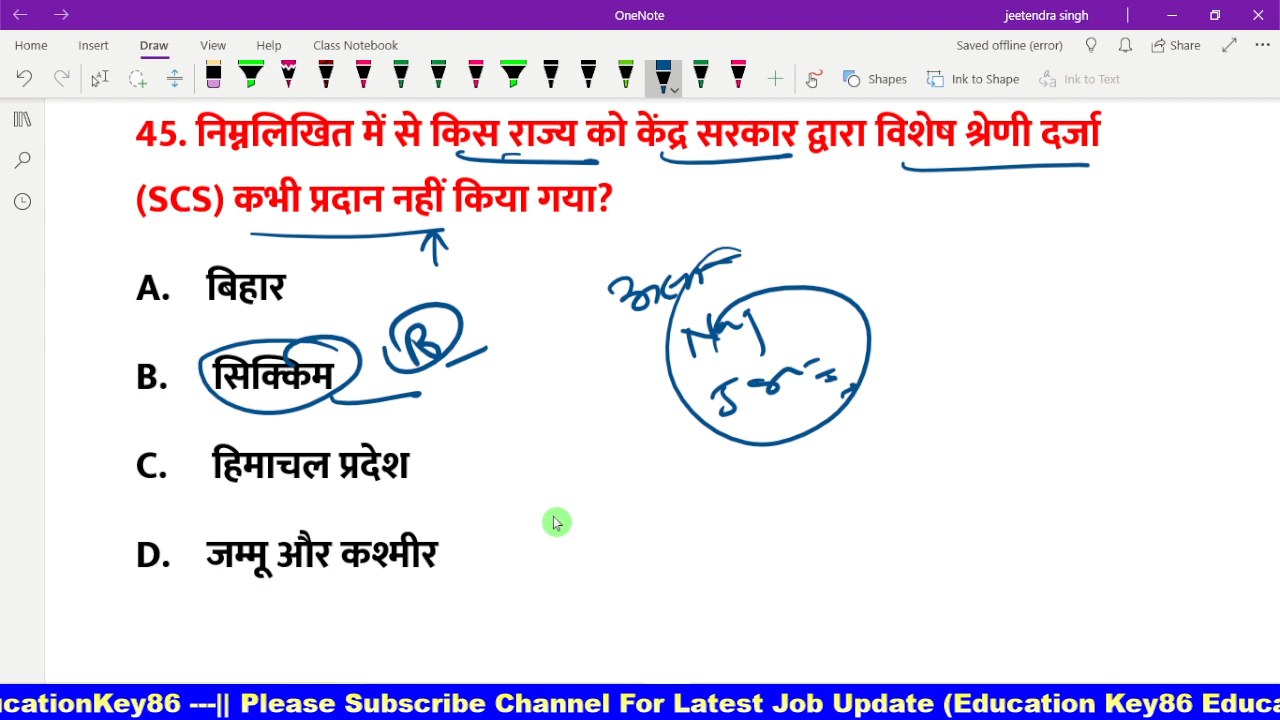 OneNote
jeetendra singh
Home Insert Draw View Help Class Notebook
Saved offline (error) Share
Shapes Ink to Shape Ink to Text
45. निम्नलिखित में से किस राज्य को केंद्र सरकार द्वारा विशेष श्रेणी दर्जा
(SCS) कभी प्रदान नहीं किया गया?
A. बिहार
B. सिक्किम
C. हिमाचल प्रदेश
D. जम्मू और कश्मीर
ucationKey86 ---|| Please Subscribe Channel For Latest Job Update (Education Key86 Educa